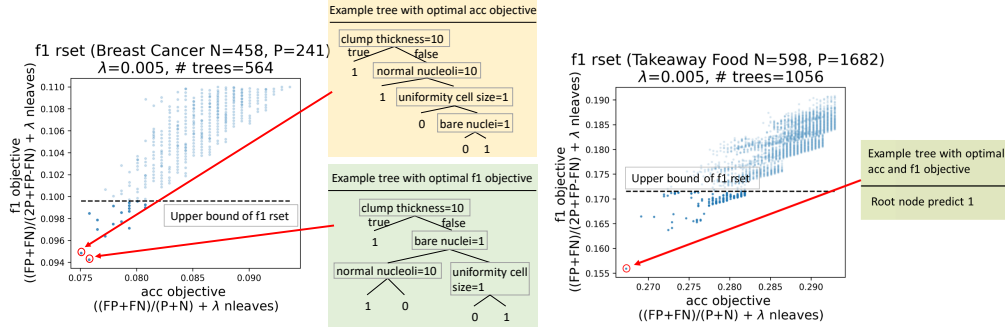 f1 rset (Breast Cancer N=458, P=241)
λ=0.005, # trees=564
f1 objective
((FP+FN)/(2P+FP-FN) + λ nleaves)
0.110
0.108
0.106
0.104
0.102
0.100
0.098
0.096
0.094
Upper bound of f1 rset
0.075
0.080
0.085
0.090
acc objective
((FP+FN)/(P+N) + λ nleaves)
Example tree with optimal acc objective
clump thickness=10
true
false
1
normal nucleoli=10
1
uniformity cell size=1
0
bare nuclei=1
0 1
Example tree with optimal f1 objective
clump thickness=10
true
false
1
bare nuclei=1
normal nucleoli=10
uniformity cell
size=1
1 0
0 1
f1 rset (Takeaway Food N=598, P=1682)
λ=0.005, # trees=1056
f1 objective
((FP+FN)/(2P+FP-FN) + λ nleaves)
0.190
0.185
0.180
0.175
0.170
0.165
0.160
0.155
Upper bound of f1 rset
0.270
0.275
0.280
0.285
0.290
acc objective
((FP+FN)/(P+N) + λ nleaves)
Example tree with optimal
acc and f1 objective
Root node predict 1